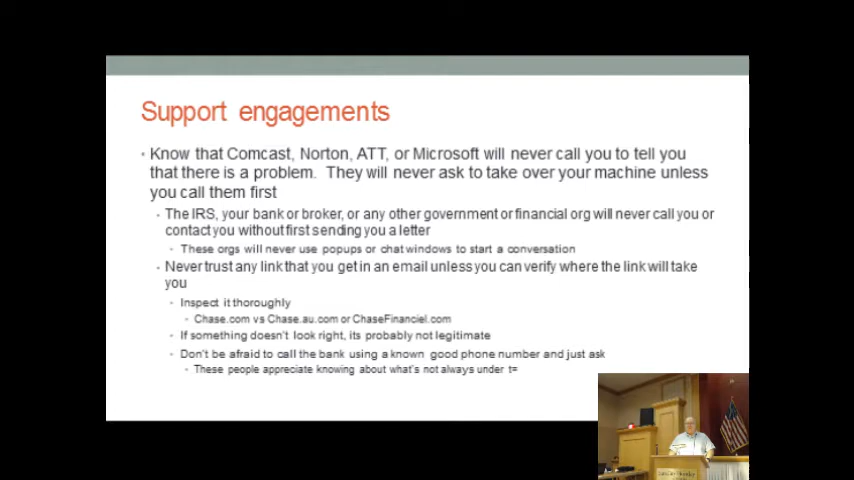 Support engagements
Know that Comcast, Norton, ATT, or Microsoft will never call you to tell you
that there is a problem. They will never ask to take over your machine unless
you call them first
The IRS, your bank or broker, or any other government or financial org will never call you or
contact you without first sending you a letter
These orgs will never use popups or chat windows to start a conversation
Never trust any link that you get in an email unless you can verify where the link will take
you
Inspect it thoroughly
Chase.com vs Chase.au.com or ChaseFinanciel.com
If something doesn't look right, its probably not legitimate
Don't be afraid to call the bank using a known good phone number and just ask
These people appreciate knowing about what's not always under t=